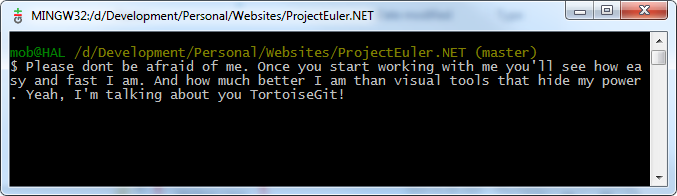 MINGW32:/d/Development/Personal/Websites/ProjectEuler.NET
mob@HAL /d/Development/Personal/Websites/ProjectEuler.NET (master)
$ Please dont be afraid of me. Once you start working with me you'll see how ea
sy and fast I am. And how much better I am than visual tools that hide my power
. Yeah, I'm talking about you TortoiseGit!